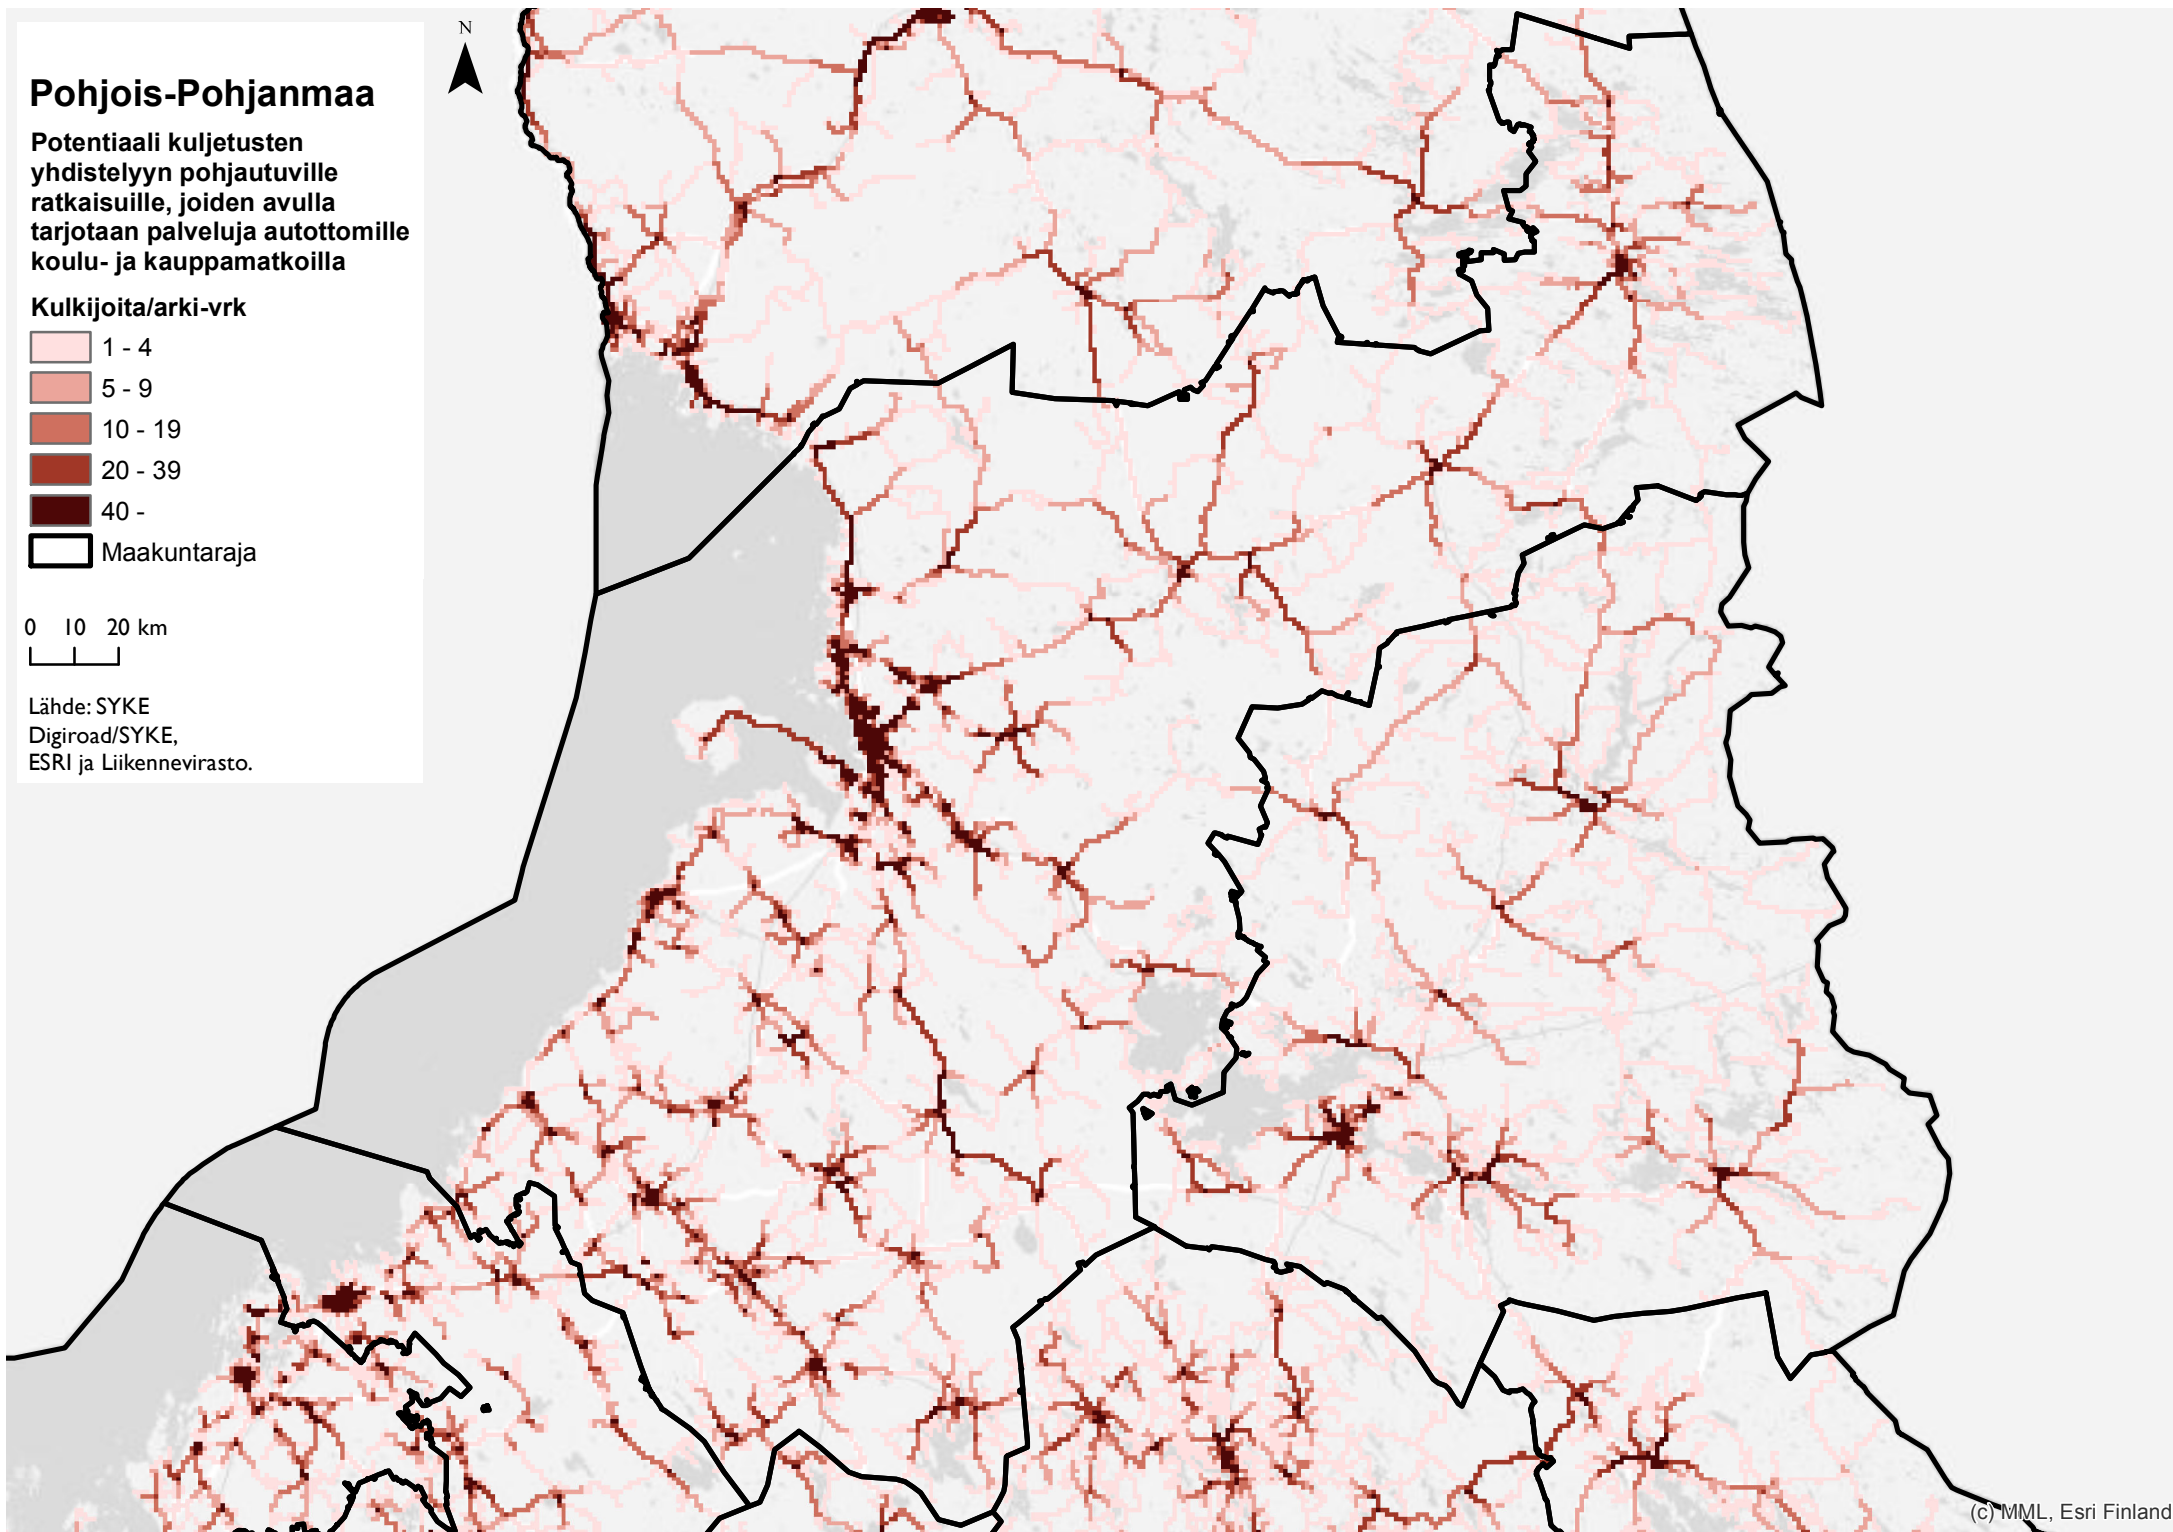 N
Pohjois-Pohjanmaa
Potentiaali kuljetusten
yhdistelyyn pohjautuville
ratkaisuille, joiden avulla
tarjotaan palveluja autottomille
koulu- ja kauppamatkoilla
Kulkijoita/arki-vrk
1 - 4
5 - 9
10 - 19
20 - 39
40 -
Maakuntaraja
0 10 20 km
Lähde: SYKE
Digiroad/SYKE,
ESRI ja Liikennevirasto.
(c) MML, Esri Finland